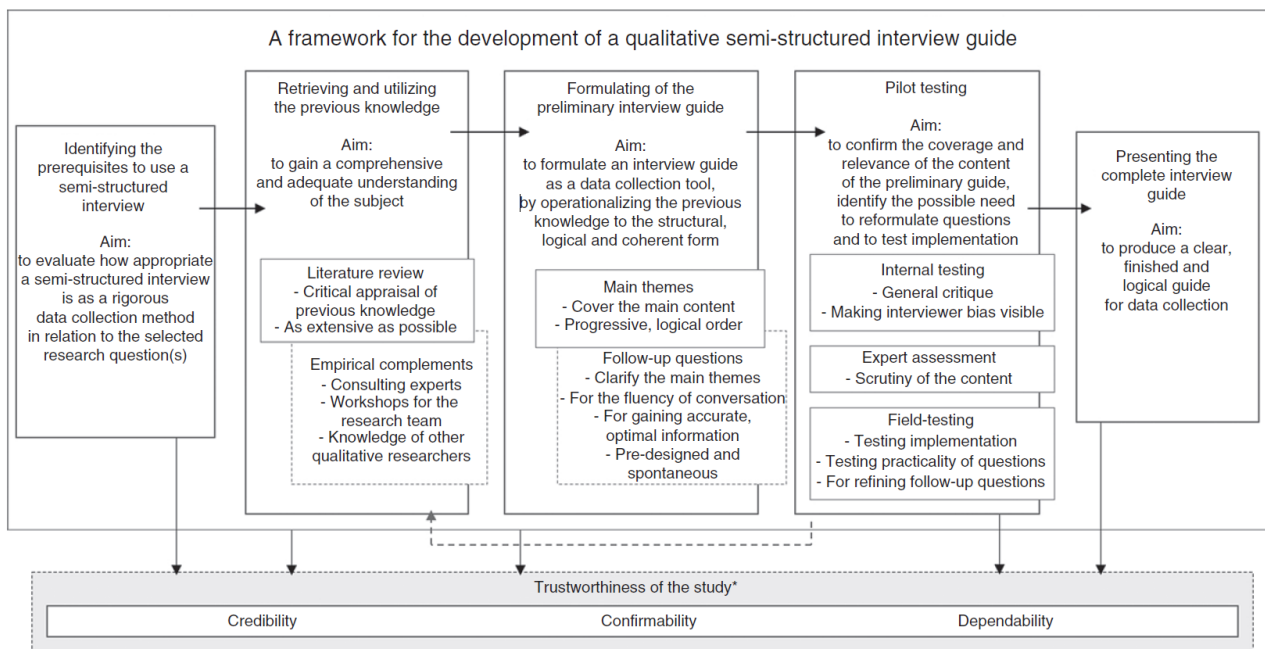 A framework for the development of a qualitative semi-structured interview guide
Identifying the
prerequisites to use a
semi-structured
interview
Aim:
to evaluate how appropriate
a semi-structured interview
is as a rigorous
data collection method
in relation to the selected
research question(s)
Retrieving and utilizing
the previous knowledge
Aim:
to gain a comprehensive
and adequate understanding
of the subject
Literature review
- Critical appraisal of
previous knowledge
- As extensive as possible
Empirical complements
- Consulting experts
- Workshops for the
research team
- Knowledge of other
qualitative researchers
Formulating of the
preliminary interview guide
Aim:
to formulate an interview guide
as a data collection tool,
by operationalizing the previous
knowledge to the structural,
logical and coherent form
Main themes
- Cover the main content
- Progressive, logical order
Follow-up questions
- Clarify the main themes
- For the fluency of conversation
- For gaining accurate,
optimal information
- Pre-designed and
spontaneous
Pilot testing
Aim:
to confirm the coverage and
relevance of the content
of the preliminary guide,
identify the possible need
to reformulate questions
and to test implementation
Internal testing
- General critique
- Making interviewer bias visible
Expert assessment
- Scrutiny of the content
Field-testing
- Testing implementation
- Testing practicality of questions
- For refining follow-up questions
Presenting the
complete interview
guide
Aim:
to produce a clear,
finished and
logical guide
for data collection
Trustworthiness of the study*
Credibility
Confirmability
Dependability